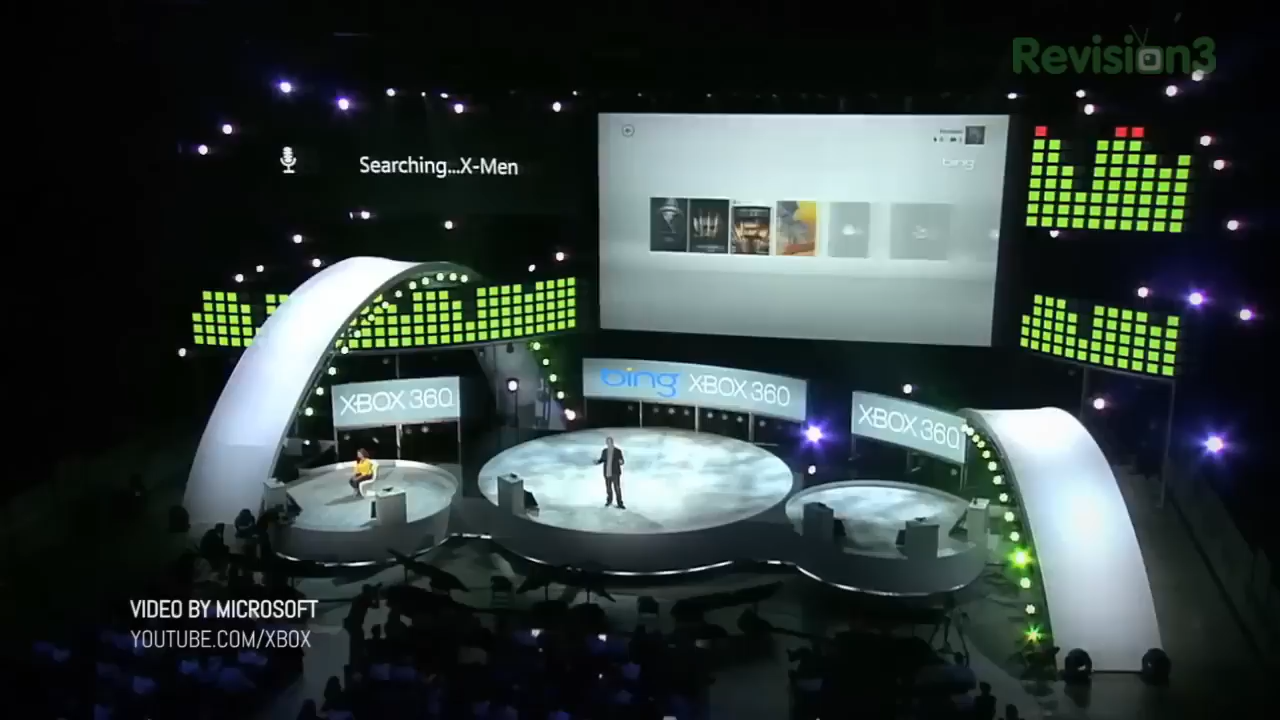 Revision3
Searching...X-Men
bing
XBOX 360
bing XBOX 360
XBOX 360
VIDEO BY MICROSOFT
YOUTUBE.COM/XBOX